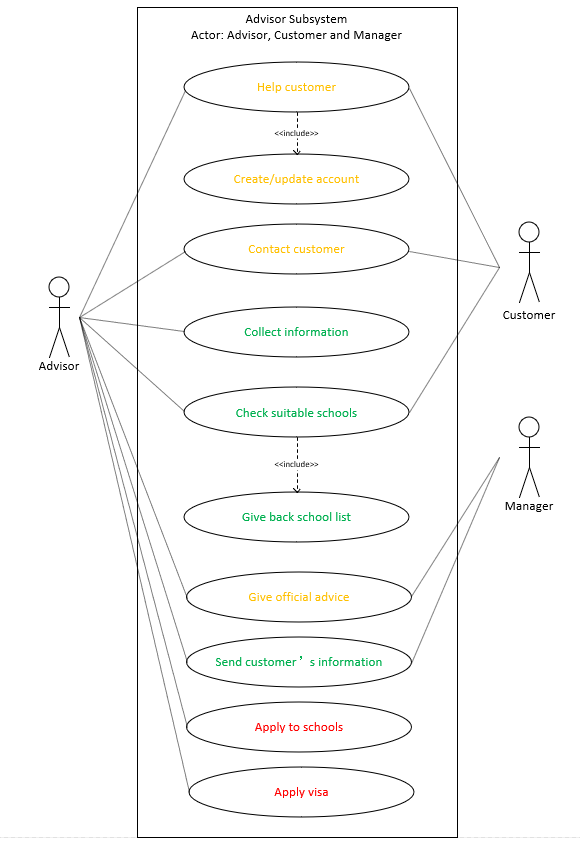 Advisor Subsystem
Actor: Advisor, Customer and Manager
Help customer
<<include>>
Create/update account
Contact customer
Customer
Collect information
Advisor
Check suitable schools
<<include>>
Manager
Give back school list
Give official advice
Send customer’s information
Apply to schools
Apply visa